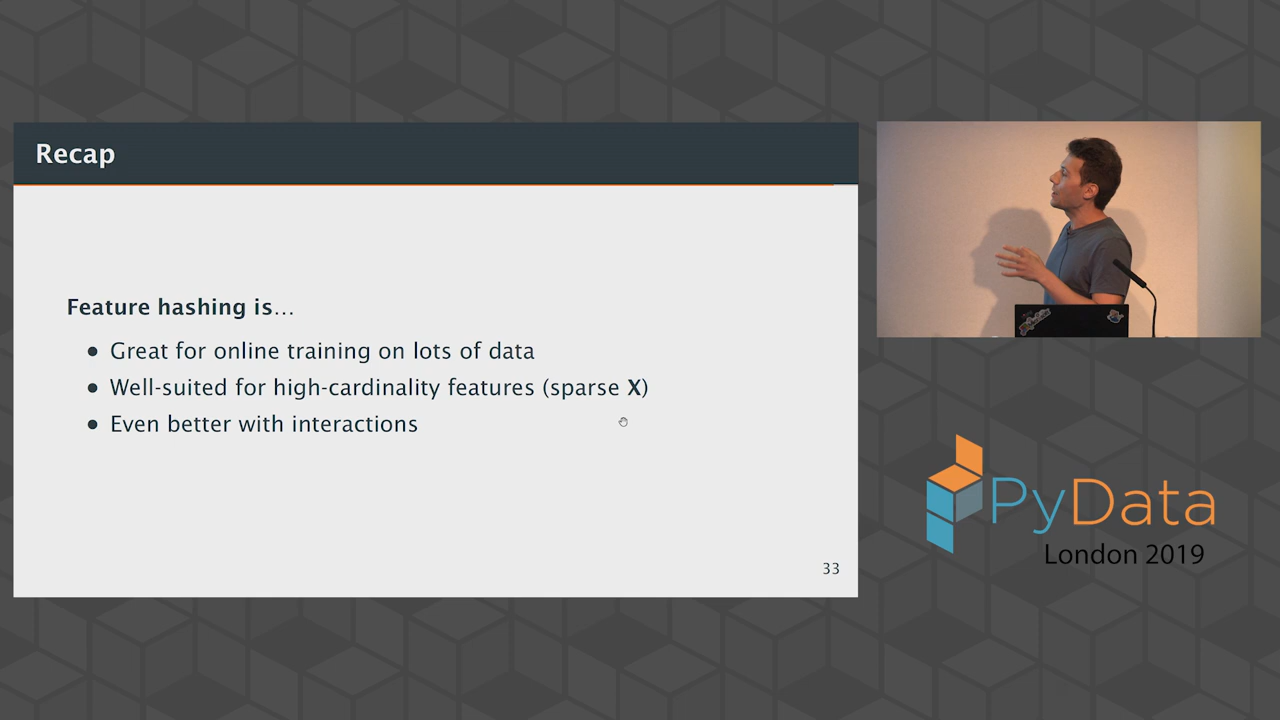 Recap
Feature hashing is…
● Great for online training on lots of data
● Well-suited for high-cardinality features (sparse X)
● Even better with interactions
33
PyData
London 2019